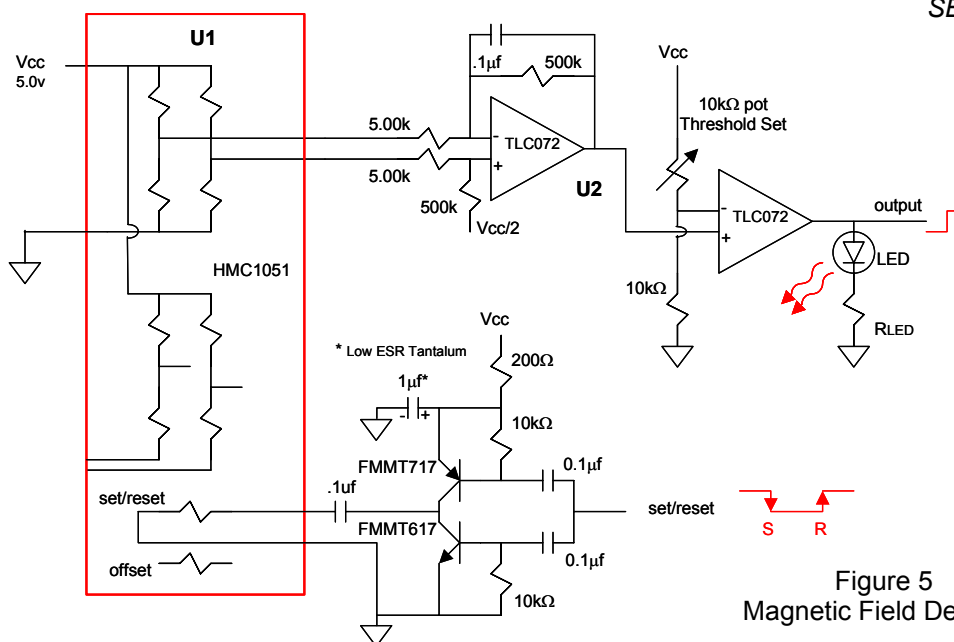 SE
U1
Vcc
5.0v
.1µf
500k
Vcc
10kΩ pot
Threshold Set
5.00k
-
TLC072
+
5.00k
U2
500k
Vcc/2
-
TLC072
+
output
LED
HMC1051
10kΩ
RLED
Vcc
* Low ESR Tantalum
200Ω
1µf*
- +
10kΩ
FMMT717
0.1µf
set/reset
.1uf
FMMT617
set/reset
S R
0.1µf
offset
10kΩ
Figure 5
Magnetic Field De